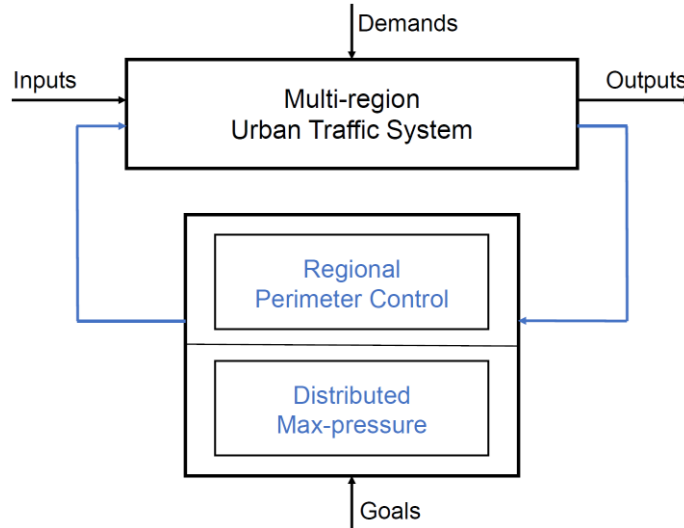 Demands
Inputs
Outputs
Multi-region
Urban Traffic System
Regional
Perimeter Control
Distributed
Max-pressure
Goals